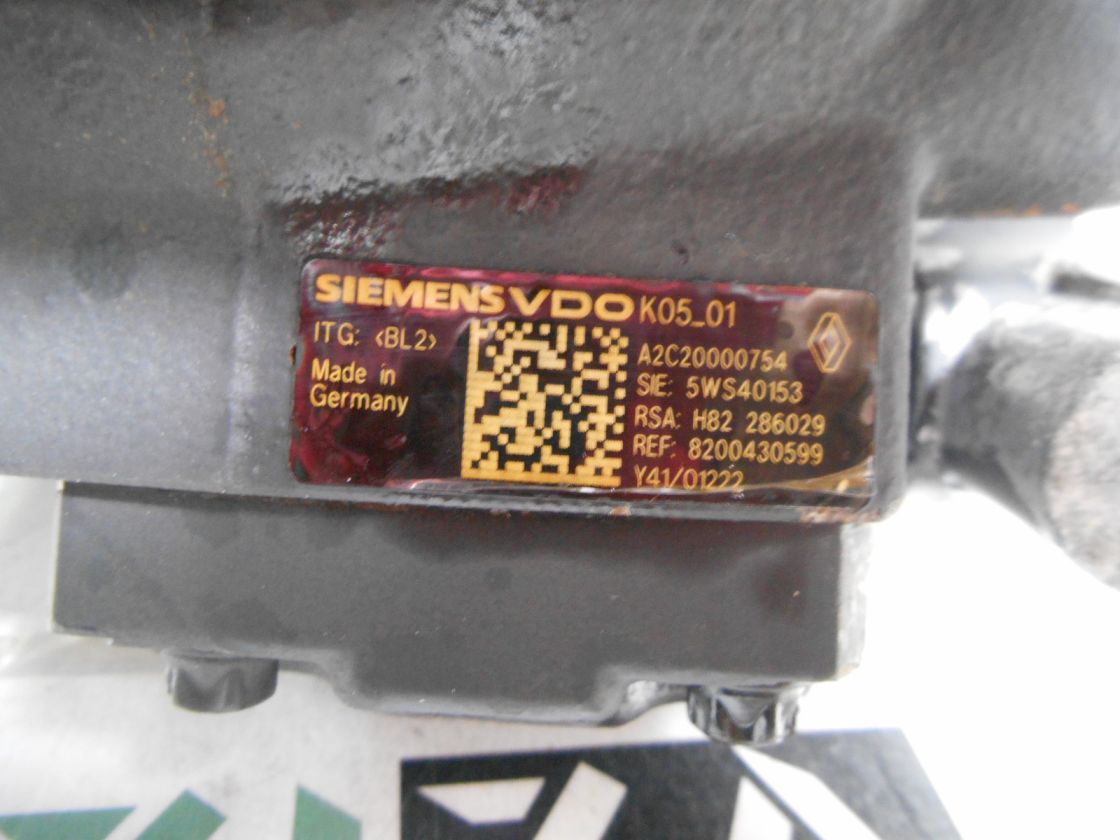 SIEMENS VDO K05_01
ITG: <BL2>
Made in
Germany
A2C20000754
SIE: 5WS40153
RSA: H82 286029
REF: 8200430599
Y41/01222